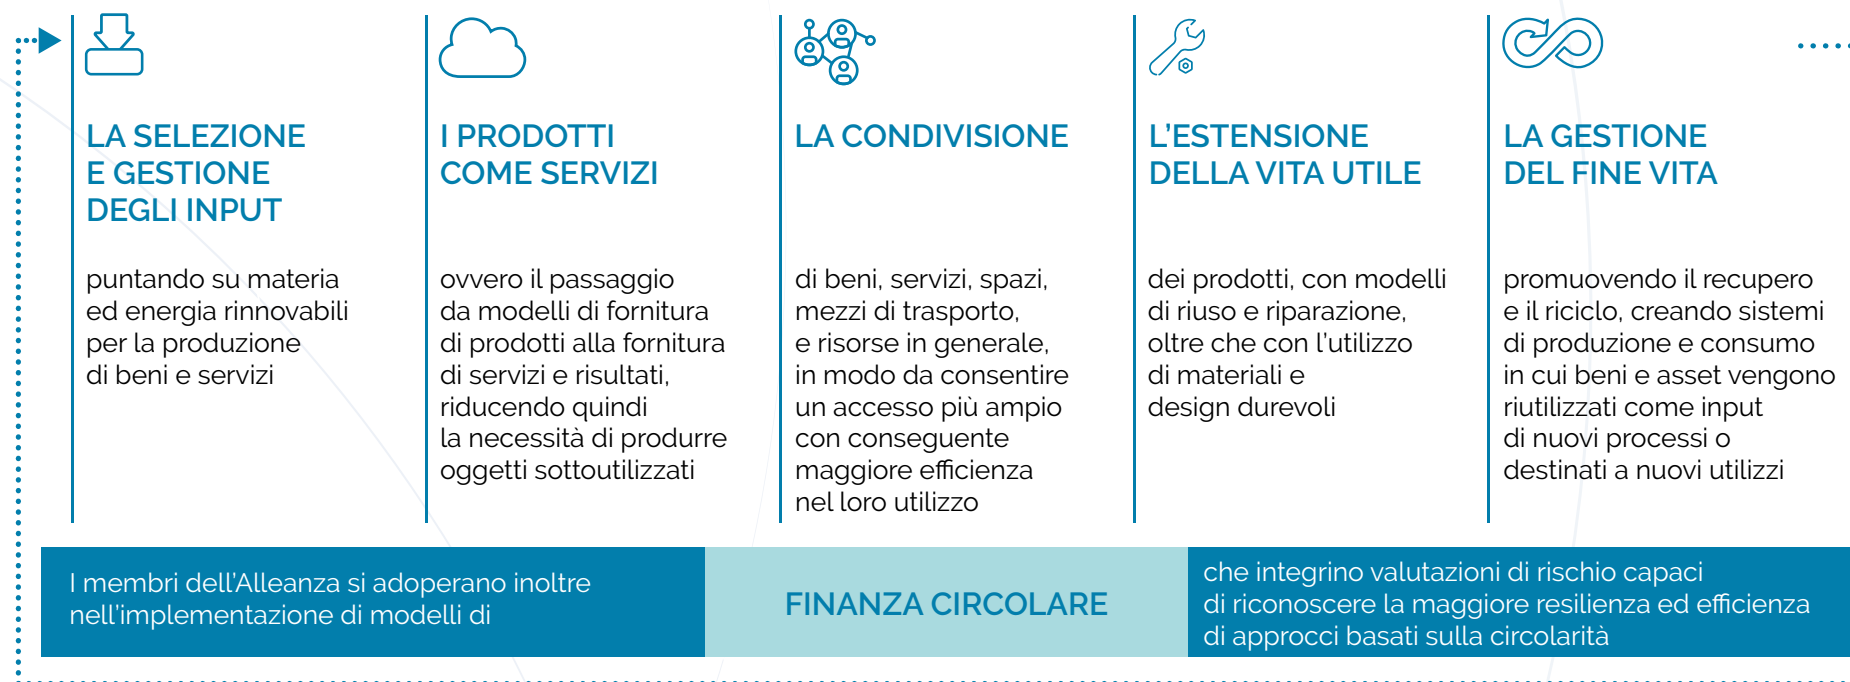 LA SELEZIONE
E GESTIONE
DEGLI INPUT
puntando su materia
ed energia rinnovabili
per la produzione
di beni e servizi
I PRODOTTI
COME SERVIZI
ovvero il passaggio
da modelli di fornitura
di prodotti alla fornitura
di servizi e risultati,
riducendo quindi
la necessità di produrre
oggetti sottoutilizzati
LA CONDIVISIONE
di beni, servizi, spazi,
mezzi di trasporto,
e risorse in generale,
in modo da consentire
un accesso più ampio
con conseguente
maggiore efficienza
nel loro utilizzo
L'ESTENSIONE
DELLA VITA UTILE
dei prodotti, con modelli
di riuso e riparazione,
oltre che con l'utilizzo
di materiali e
design durevoli
LA GESTIONE
DEL FINE VITA
promuovendo il recupero
e il riciclo, creando sistemi
di produzione e consumo
in cui beni e asset vengono
riutilizzati come input
di nuovi processi o
destinati a nuovi utilizzi
I membri dell'Alleanza si adoperano inoltre
nell'implementazione di modelli di
FINANZA CIRCOLARE
che integrino valutazioni di rischio capaci
di riconoscere la maggiore resilienza ed efficienza
di approcci basati sulla circolarità